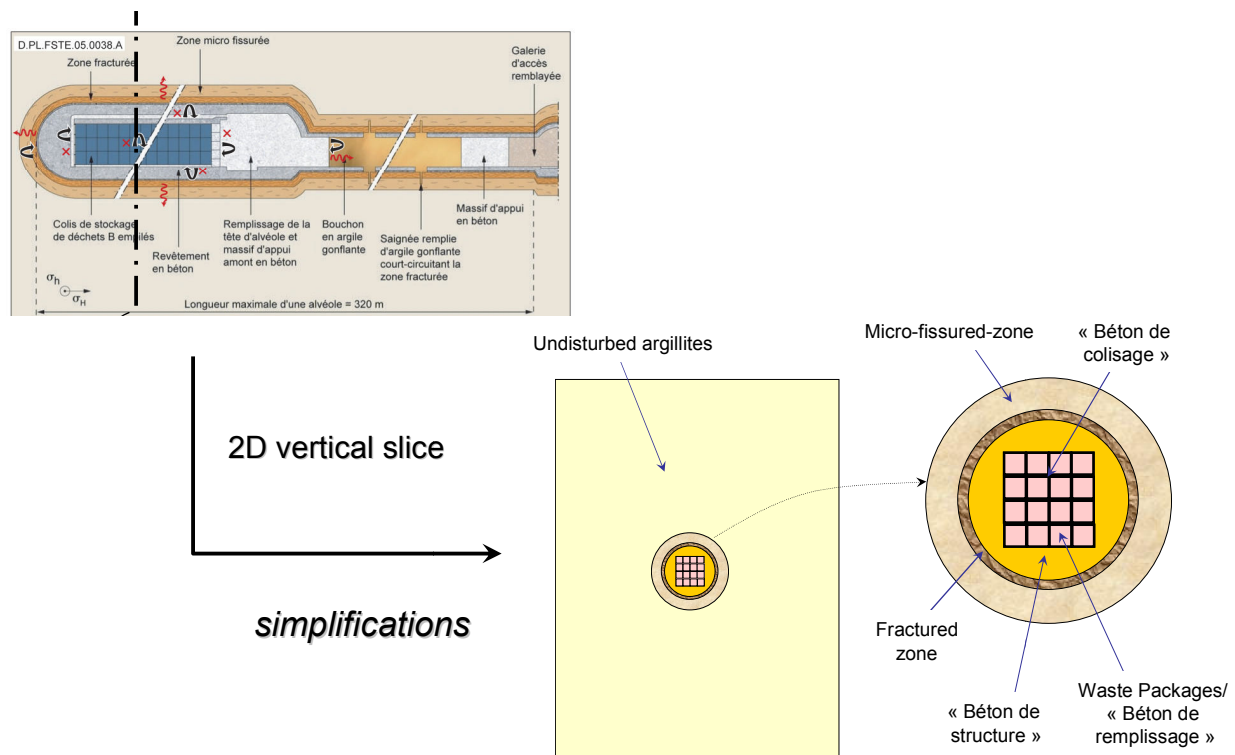 D.PL.FSTE.05.0038.A
Zone micro fissurée
Zone fracturée
Galerie
d'accès
remblayée
Colis de stockage
de déchets B empilés
Revêtement
en béton
Remplissage de la
tête d'alvéole et
massif d'appui
amont en béton
Bouchon
en argile
gonflante
Saignée remplie
d'argile gonflante
court-circuitant la
zone fracturée
Massif d'appui
en béton
σh
σH
Longueur maximale d'une alvéole = 320 m
2D vertical slice
simplifications
Undisturbed argillites
Micro-fissured-zone
« Béton de
colisage »
Fractured
zone
« Béton de
structure »
Waste Packages/
« Béton de
remplissage »